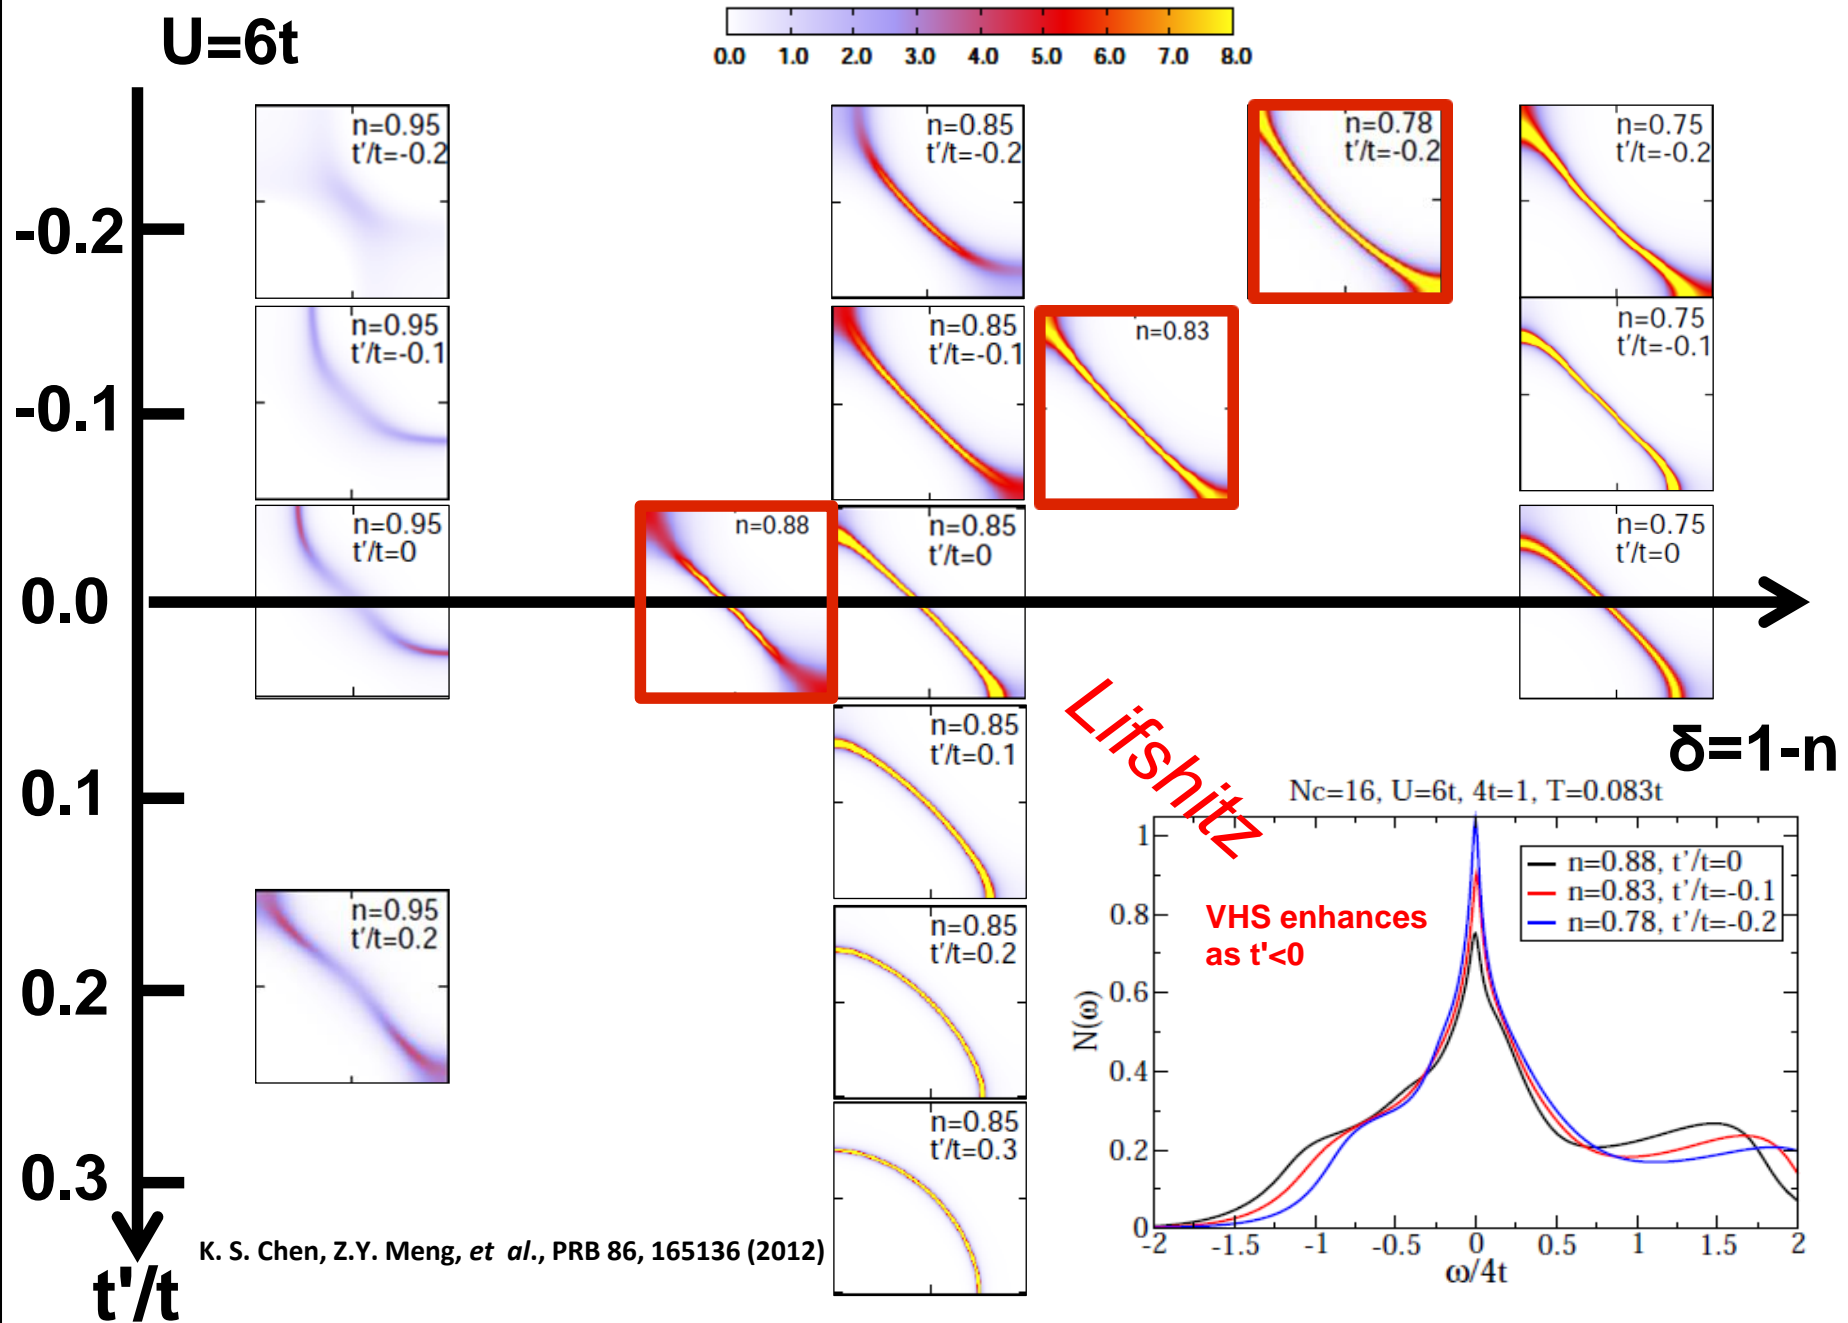 U=6t
0.0 1.0 2.0 3.0 4.0 5.0 6.0 7.0 8.0
n=0.95
t'/t=-0.2
n=0.85
t'/t=-0.2
n=0.78
t'/t=-0.2
n=0.75
t'/t=-0.2
-0.2
n=0.95
t'/t=-0.1
n=0.85
t'/t=-0.1
n=0.83
n=0.75
t'/t=-0.1
-0.1
n=0.95
t'/t=0
n=0.88
n=0.85
t'/t=0
n=0.75
t'/t=0
0.0
δ=1-n
Lifshitz
n=0.85
t'/t=0.1
0.1
n=0.95
t'/t=0.2
n=0.85
t'/t=0.2
0.2
n=0.85
t'/t=0.3
0.3
t'/t
K. S. Chen, Z.Y. Meng, et al., PRB 86, 165136 (2012)
Nc=16, U=6t, 4t=1, T=0.083t
n=0.88, t'/t=0
n=0.83, t'/t=-0.1
n=0.78, t'/t=-0.2
VHS enhances
as t'<0
N(ω)
1
0.8
0.6
0.4
0.2
0
-2 -1.5 -1 -0.5 0 0.5 1 1.5 2
ω/4t